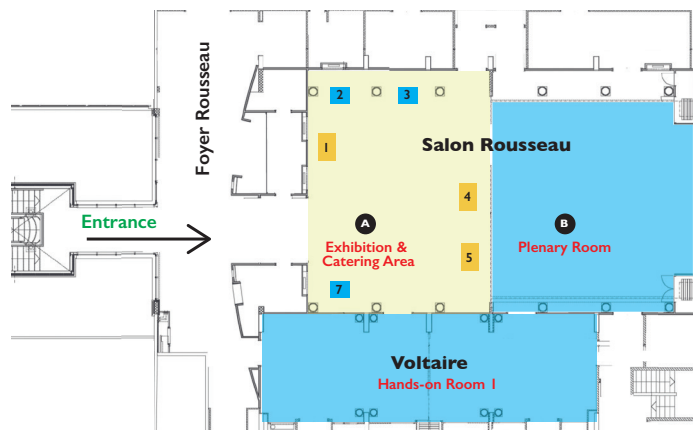 Foyer Rousseau
2
3
1
Salon Rousseau
4
A
B
Entrance
Exhibition &
Catering Area
Plenary Room
5
7
Voltaire
Hands-on Room 1